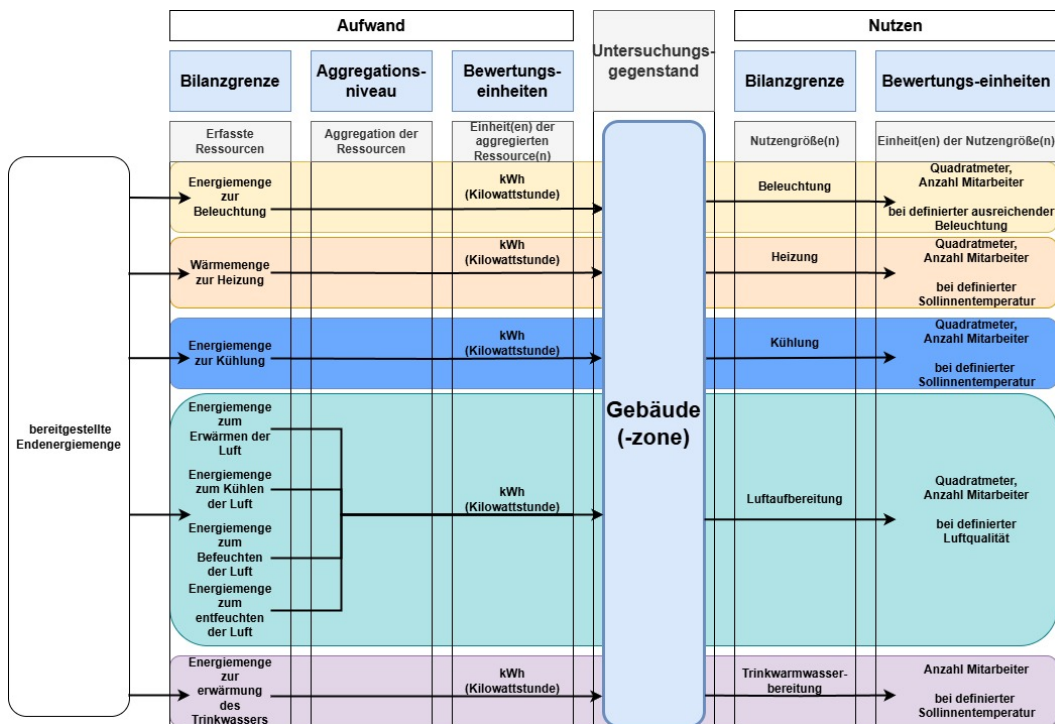 Aufwand
Untersuchungs-
gegenstand
Nutzen
Bilanzgrenze
Aggregations-
niveau
Bewertungs-
einheiten
Bilanzgrenze
Bewertungs-einheiten
Erfasste
Ressourcen
Aggregation der
Ressourcen
Einheit(en) der
aggregierten
Ressource(n)
Nutzengröße(n)
Einheit(en) der Nutzengröße(n)
bereitgestellte
Endenergiemenge
Energiemenge
zur
Beleuchtung
kWh
(Kilowattstunde)
Beleuchtung
Quadratmeter,
Anzahl Mitarbeiter
bei definierter ausreichender
Beleuchtung
Wärmemenge
zur Heizung
kWh
(Kilowattstunde)
Heizung
Quadratmeter,
Anzahl Mitarbeiter
bei definierter
Sollinnentemperatur
Energiemenge
zur Kühlung
kWh
(Kilowattstunde)
Kühlung
Quadratmeter,
Anzahl Mitarbeiter
bei definierter
Sollinnentemperatur
Gebäude
(-zone)
Energiemenge
zum
Erwärmen der
Luft
Energiemenge
zum Kühlen
der Luft
Energiemenge
zum
Befeuchten
der Luft
Energiemenge
zum
entfeuchten
der Luft
kWh
(Kilowattstunde)
Luftaufbereitung
Quadratmeter,
Anzahl Mitarbeiter
bei definierter
Luftqualität
Energiemenge
zur
erwärmung
des
Trinkwassers
kWh
(Kilowattstunde)
Trinkwarmwasser-
bereitung
Anzahl Mitarbeiter
bei definierter
Sollinnentemperatur